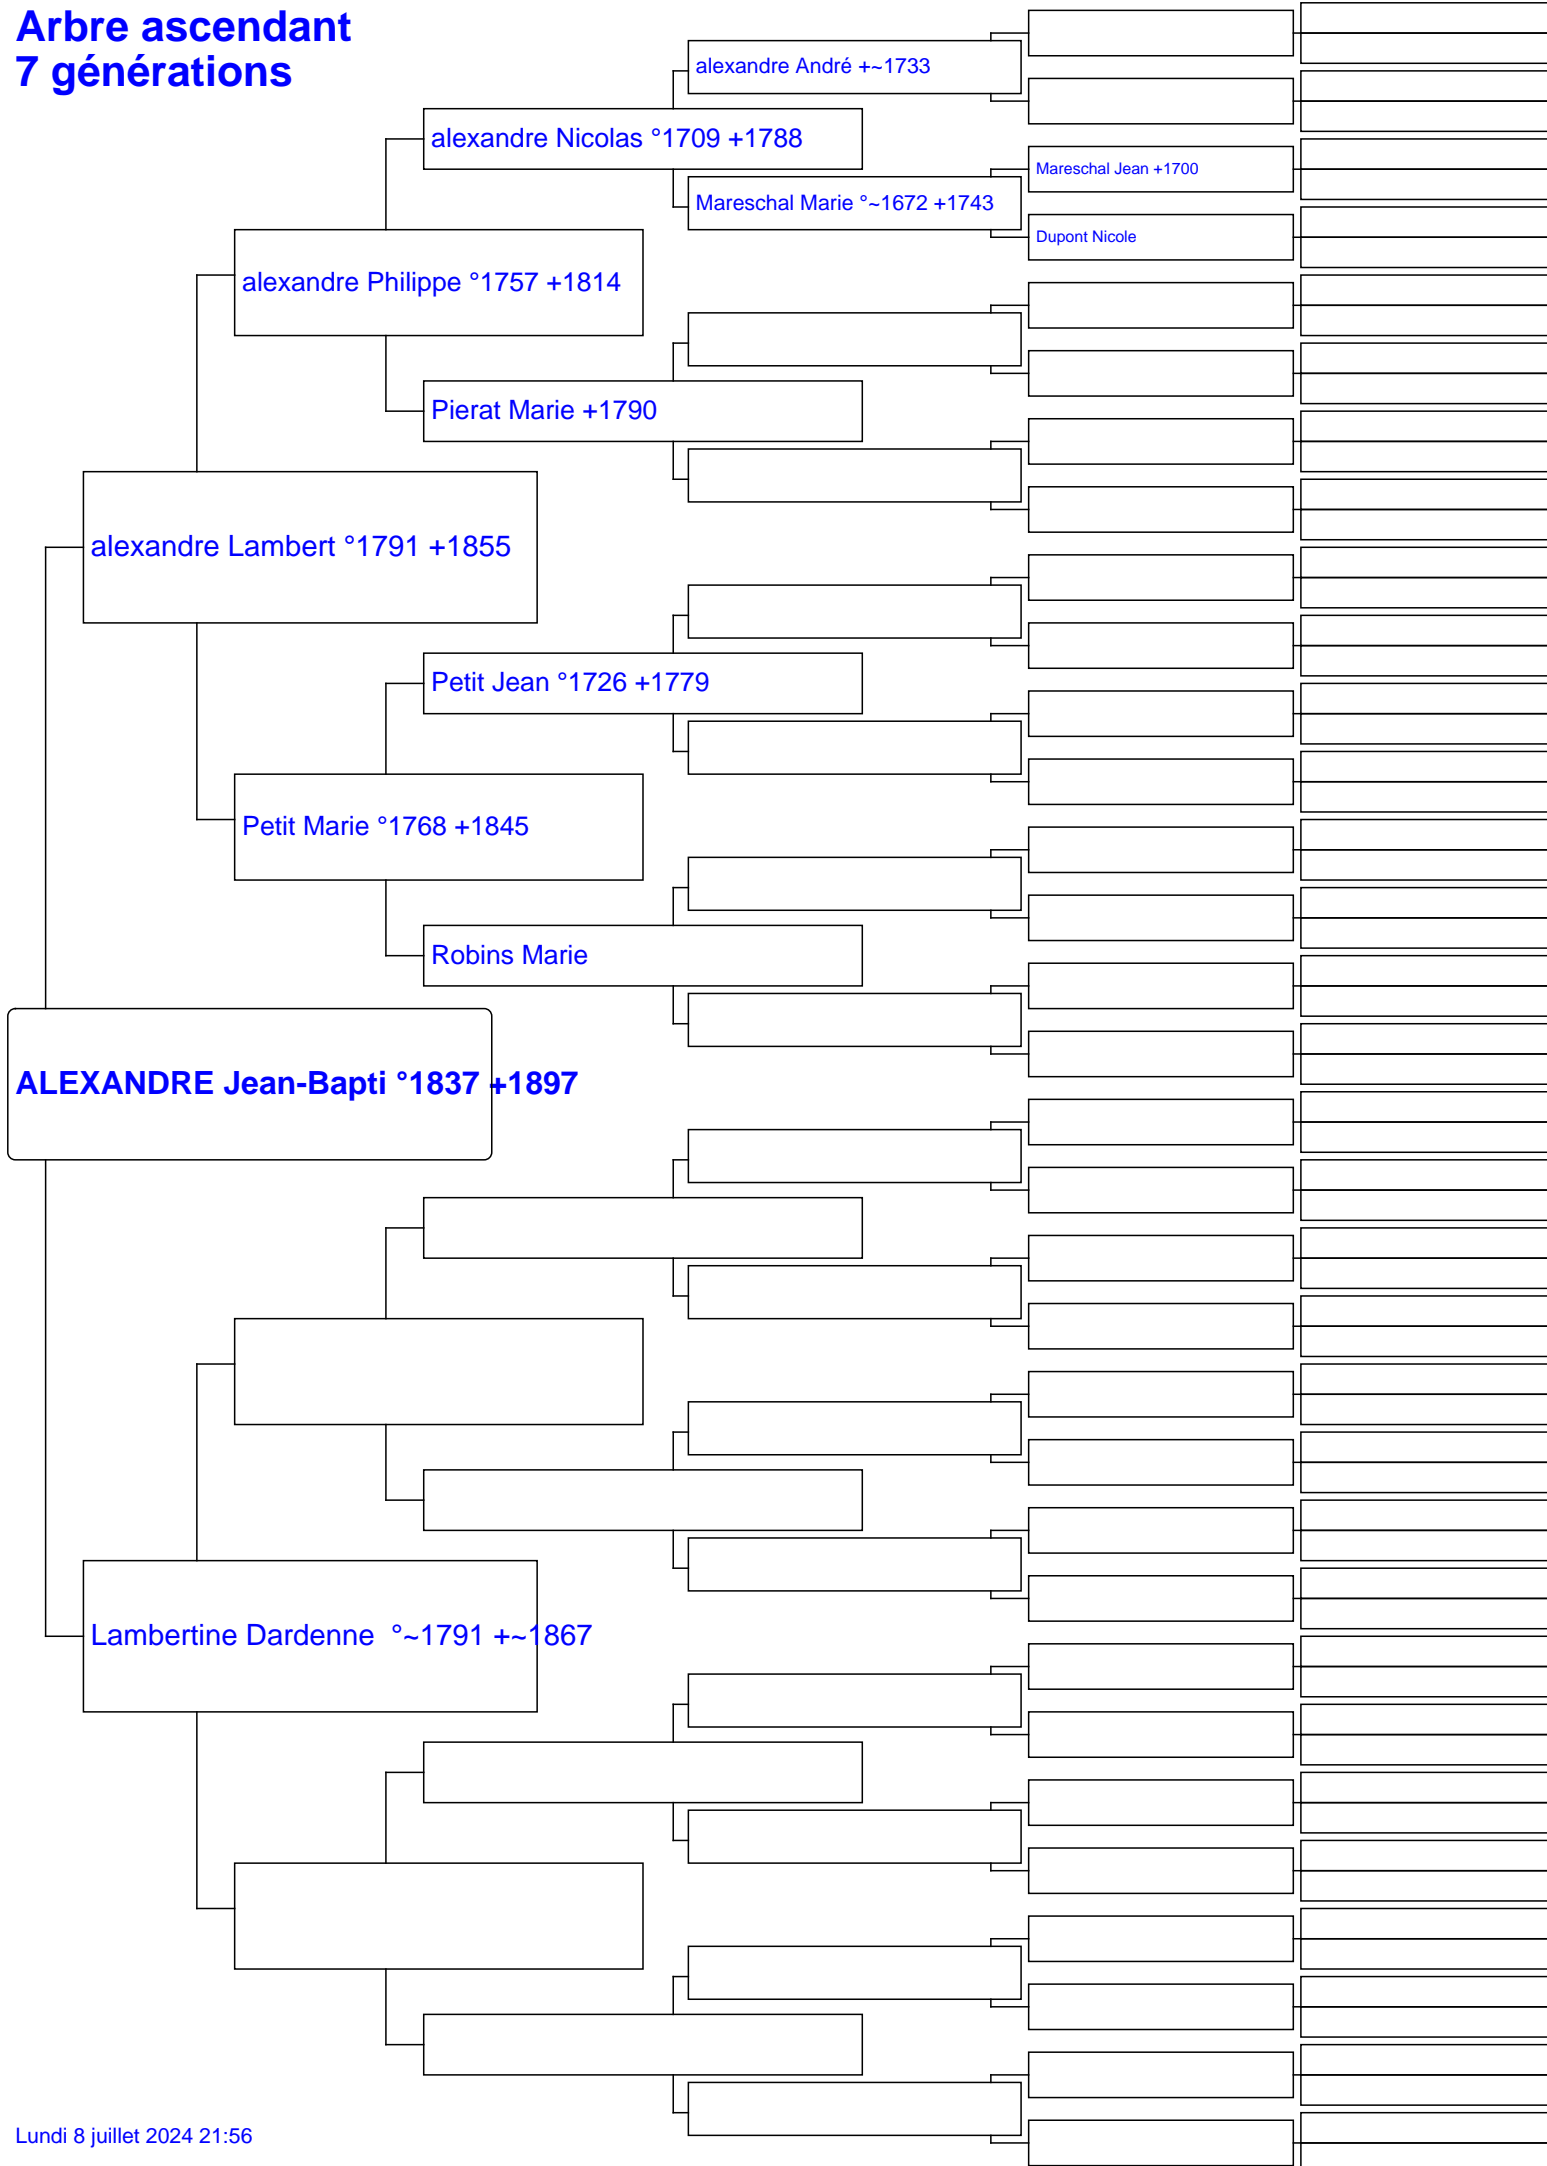 Arbre ascendant
7 générations
alexandre André +~1733
alexandre Nicolas °1709 +1788
Mareschal Jean +1700
Mareschal Marie °~1672 +1743
Dupont Nicole
alexandre Philippe °1757 +1814
Pierat Marie +1790
alexandre Lambert °1791 +1855
Petit Jean °1726 +1779
Petit Marie °1768 +1845
Robins Marie
ALEXANDRE Jean-Bapti °1837 +1897
Lambertine Dardenne  °~1791 +~1867
Lundi 8 juillet 2024 21:56